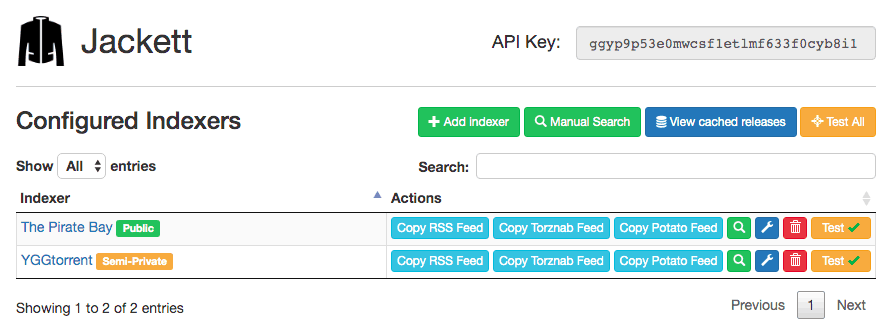 Jackett
API Key: ggyp9p53e0mwcsf1etlmf633f0cyb8i1
Configured Indexers
Add indexer Manual Search View cached releases Test All
Show All entries Search:
Indexer Actions
The Pirate Bay Public Copy RSS Feed Copy Torznab Feed Copy Potato Feed Test
YGGtorrent Semi-Private Copy RSS Feed Copy Torznab Feed Copy Potato Feed Test
Showing 1 to 2 of 2 entries Previous 1 Next